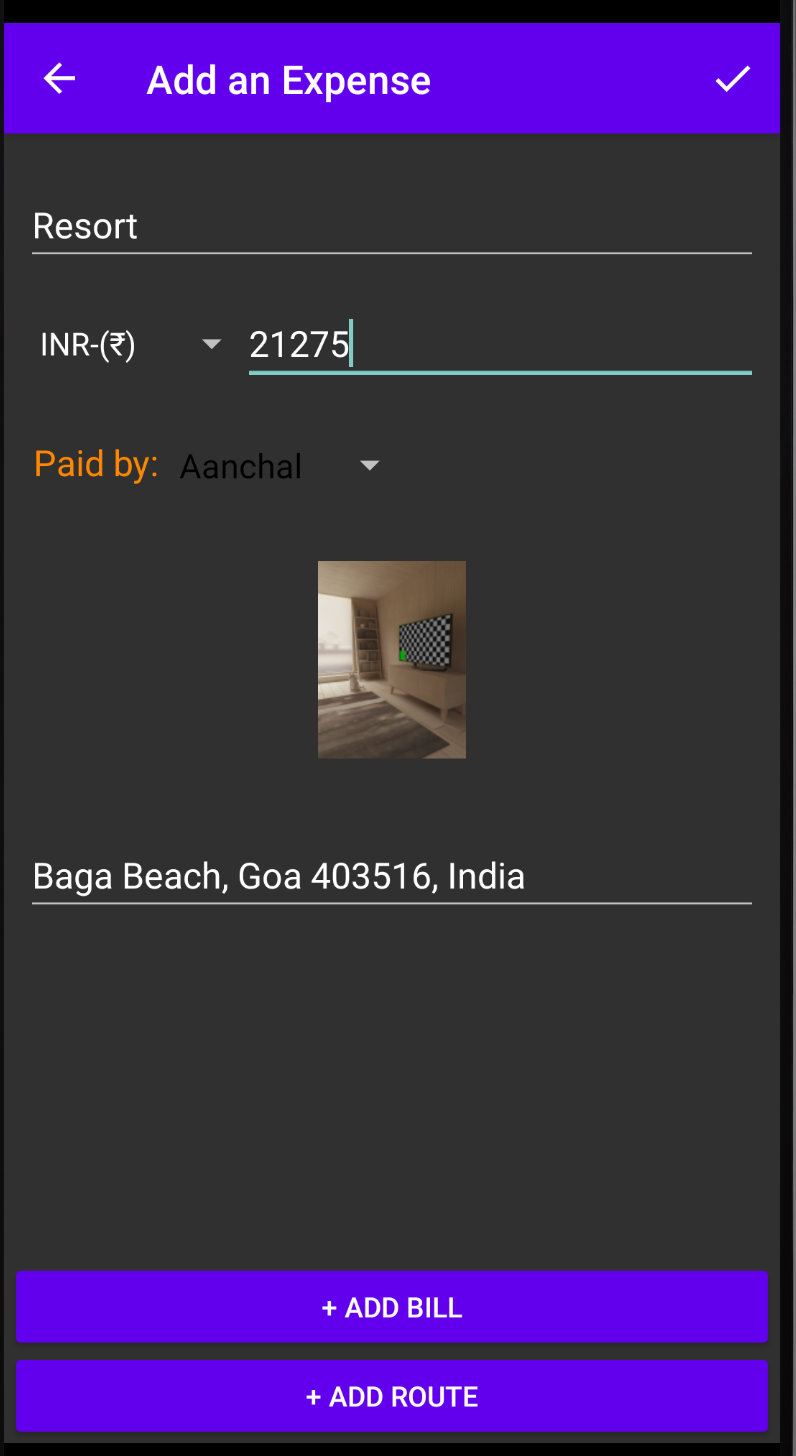 Add an Expense
Resort
INR-(₹) 21275
Paid by: Aanchal
Baga Beach, Goa 403516, India
+ ADD BILL
+ ADD ROUTE